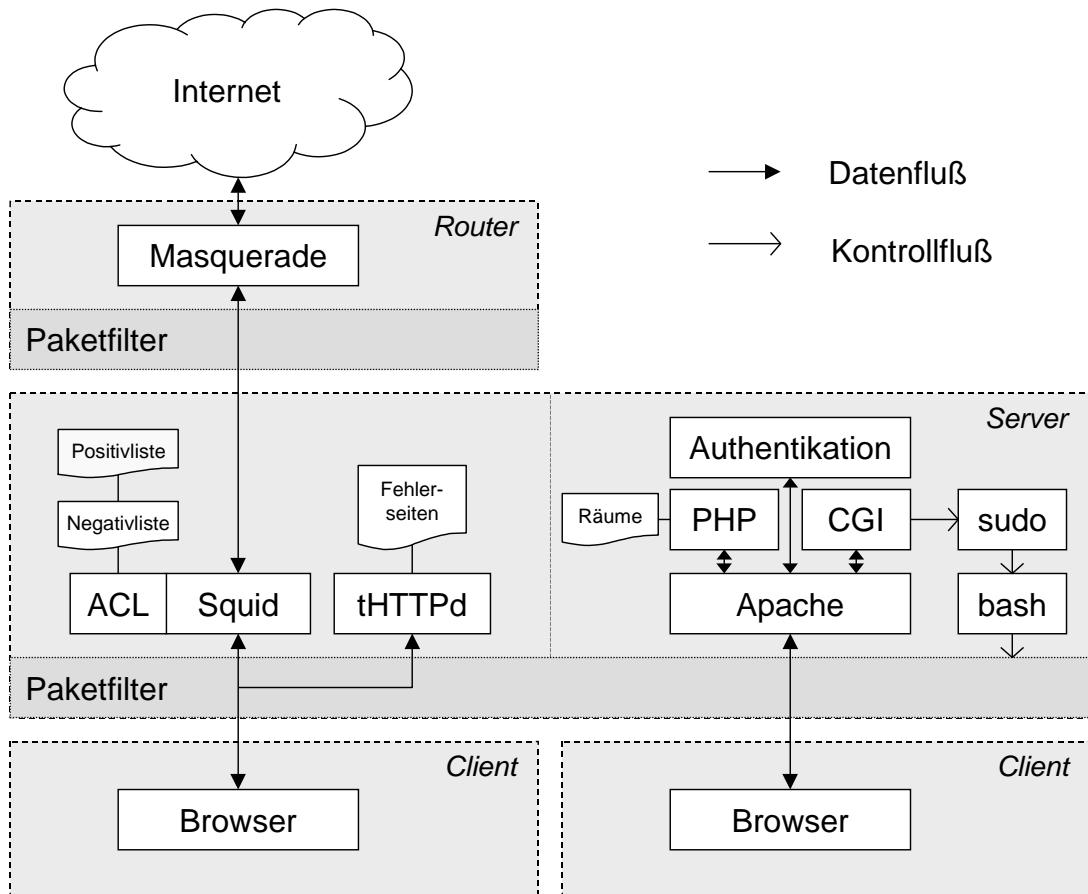 Internet
Datenfluß
Kontrollfluß
Router
Masquerade
Paketfilter
Server
Positivliste
Negativliste
ACL
Squid
Fehler-
seiten
tHTTPd
Authentikation
Räume
PHP
CGI
sudo
Apache
bash
Paketfilter
Client
Browser
Client
Browser